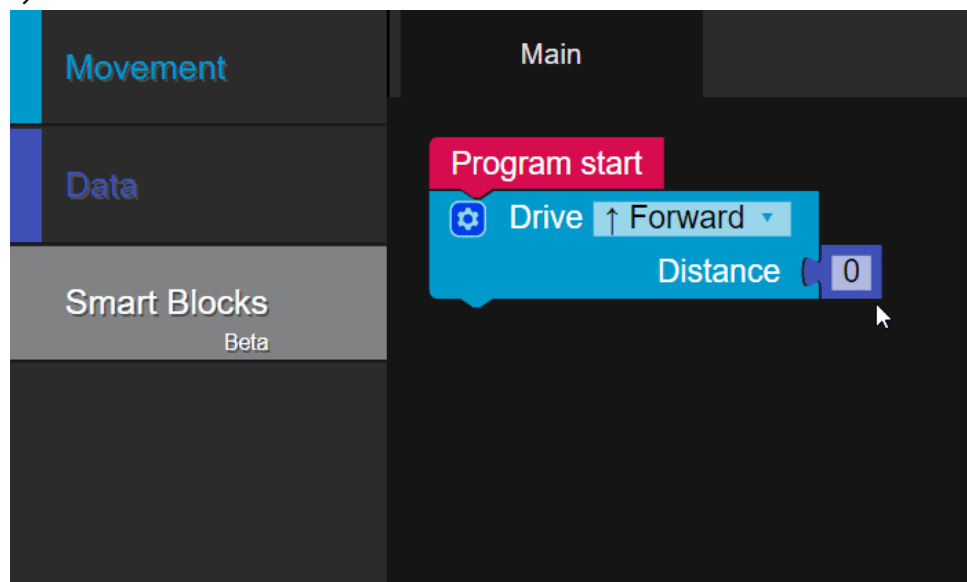 Movement
Data
Smart Blocks
Beta
Main
Program start
Drive ↑ Forward ▾
Distance 0